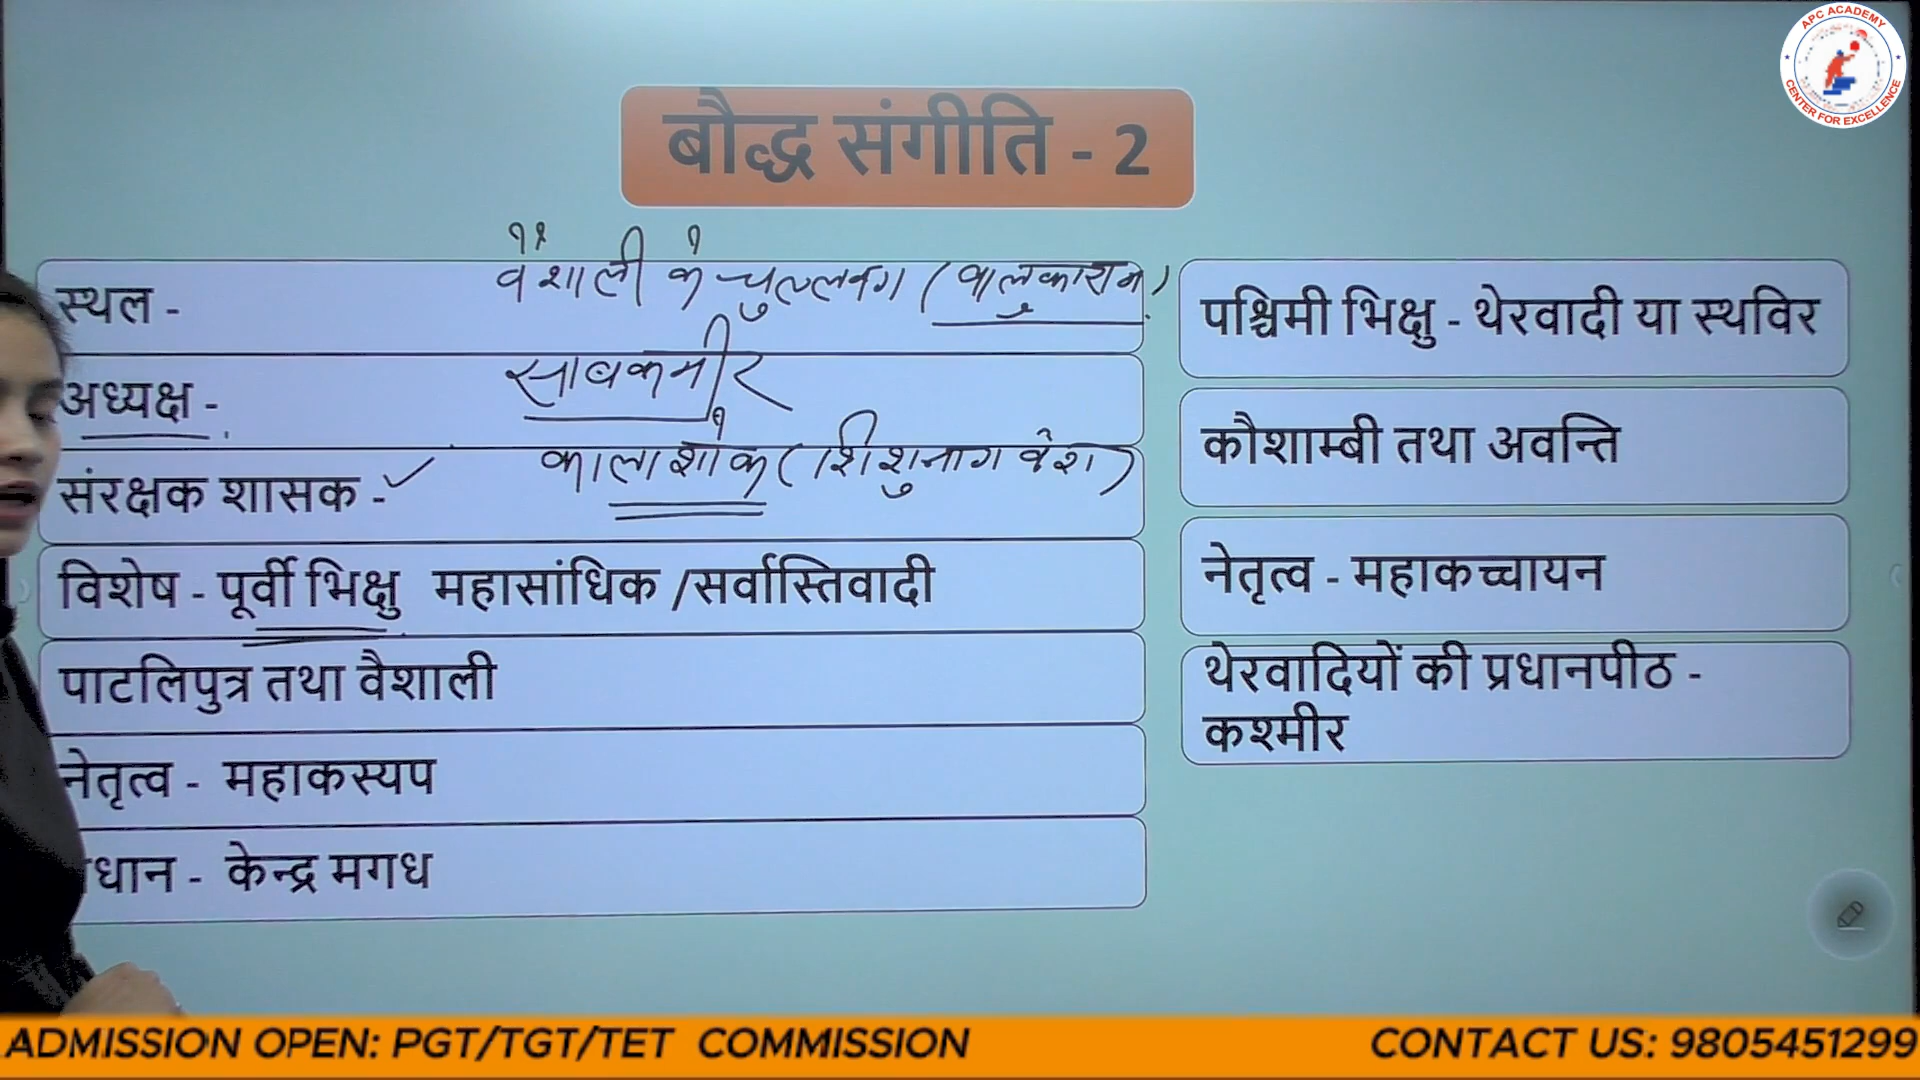 APC ACADEMY
CENTER FOR EXCELLENCE
बौद्ध संगीति - 2
स्थल - वैशाली के चुल्लवग (वालुकाराम)
अध्यक्ष - साबकमीर
संरक्षक शासक - कालाशोक (शिशुनाग वंश)
विशेष - पूर्वी भिक्षु महासांधिक /सर्वास्तिवादी
पाटलिपुत्र तथा वैशाली
नेतृत्व - महाकस्यप
धान - केन्द्र मगध
पश्चिमी भिक्षु - थेरवादी या स्थविर
कौशाम्बी तथा अवन्ति
नेतृत्व - महाकच्चायन
थेरवादियों की प्रधानपीठ -
कश्मीर
ADMISSION OPEN: PGT/TGT/TET COMMISSION
CONTACT US: 9805451299